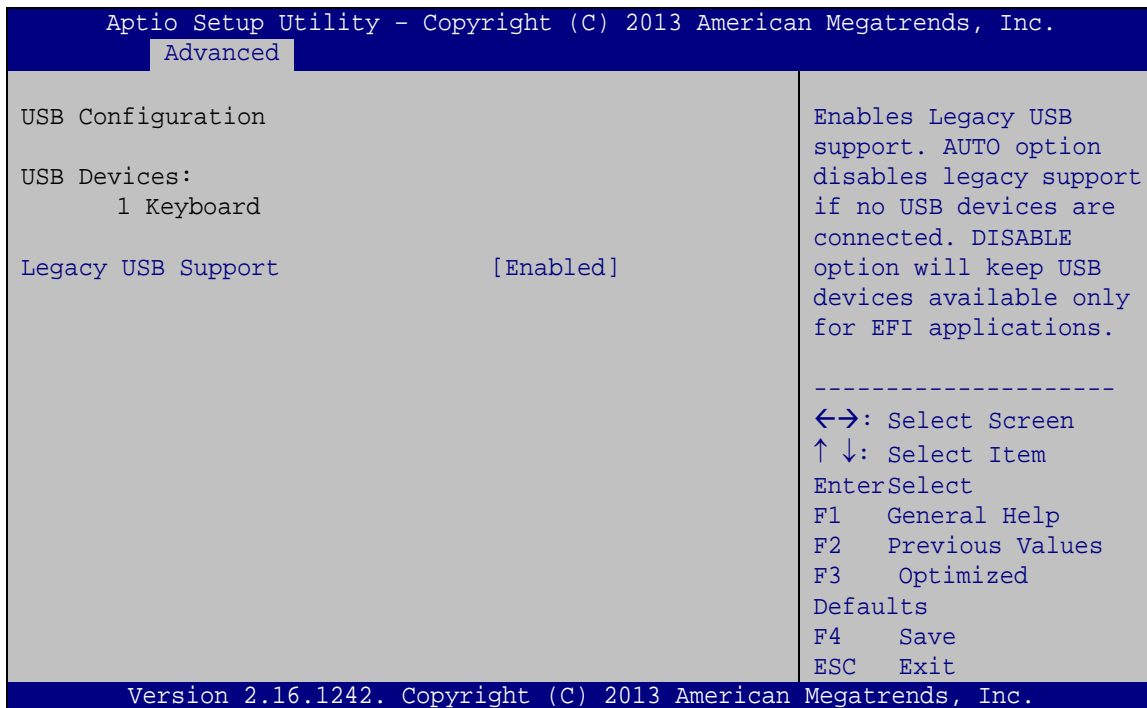 Aptio Setup Utility – Copyright (C) 2013 American Megatrends, Inc.
Advanced
USB Configuration
USB Devices:
1 Keyboard
Legacy USB Support [Enabled]
Enables Legacy USB
support. AUTO option
disables legacy support
if no USB devices are
connected. DISABLE
option will keep USB
devices available only
for EFI applications.
---------------------
←→: Select Screen
↑ ↓: Select Item
EnterSelect
F1 General Help
F2 Previous Values
F3 Optimized
Defaults
F4 Save
ESC Exit
Version 2.16.1242. Copyright (C) 2013 American Megatrends, Inc.